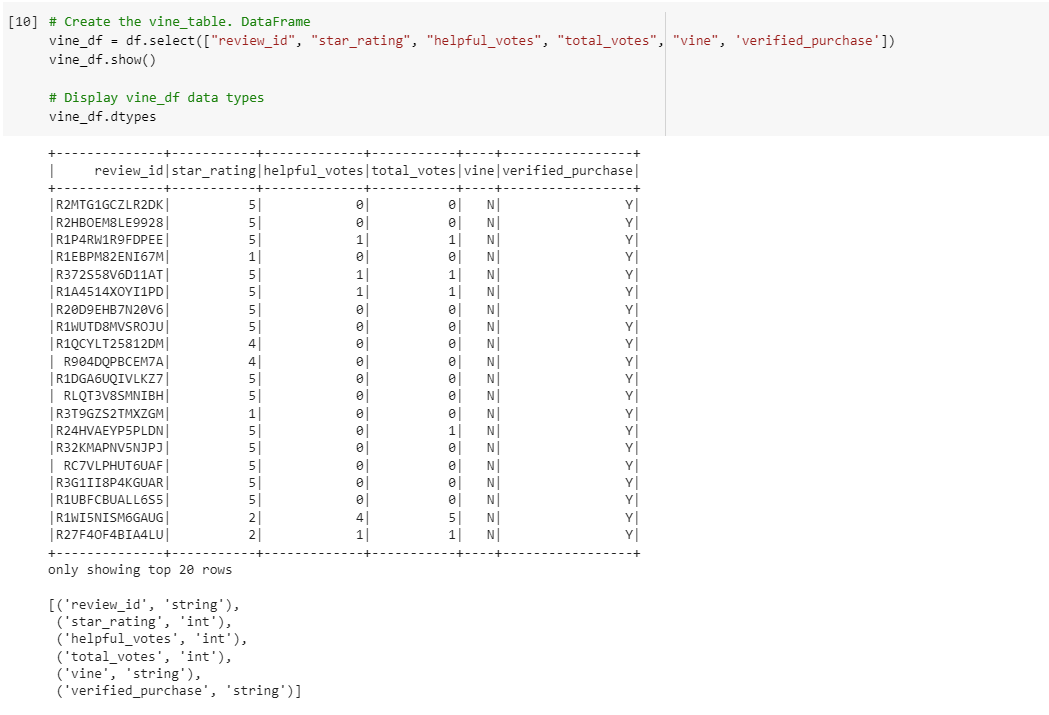 [10] # Create the vine_table. DataFrame
vine_df = df.select(["review_id", "star_rating", "helpful_votes", "total_votes", "vine", 'verified_purchase'])
vine_df.show()
# Display vine_df data types
vine_df.dtypes
+--------------+-----------+-------------+-----------+----+-----------------+
|     review_id|star_rating|helpful_votes|total_votes|vine|verified_purchase|
+--------------+-----------+-------------+-----------+----+-----------------+
|R2MTG1GCZLR2DK|          5|            0|          0|   N|                Y|
|R2HBOEM8LE9928|          5|            0|          0|   N|                Y|
|R1P4RW1R9FDPEE|          5|            1|          1|   N|                Y|
|R1EBPM82ENI67M|          1|            0|          0|   N|                Y|
|R372S58V6D11AT|          5|            1|          1|   N|                Y|
|R1A4514XOYI1PD|          5|            1|          1|   N|                Y|
|R20D9EHB7N20V6|          5|            0|          0|   N|                Y|
|R1WUTD8MVSROJU|          5|            0|          0|   N|                Y|
|R1QCYLT25812DM|          4|            0|          0|   N|                Y|
| R904DQPBCEM7A|          4|            0|          0|   N|                Y|
|R1DGA6UQIVLKZ7|          5|            0|          0|   N|                Y|
| RLQT3V8SMNIBH|          5|            0|          0|   N|                Y|
|R3T9GZS2TMXZGM|          1|            0|          0|   N|                Y|
|R24HVAEYP5PLDN|          5|            0|          1|   N|                Y|
|R32KMAPNV5NJPJ|          5|            0|          0|   N|                Y|
| RC7VLPHUT6UAF|          5|            0|          0|   N|                Y|
|R3G1II8P4KGUAR|          5|            0|          0|   N|                Y|
|R1UBFCBUALL6S5|          5|            0|          0|   N|                Y|
|R1WI5NISM6GAUG|          2|            4|          5|   N|                Y|
|R27F4OF4BIA4LU|          2|            1|          1|   N|                Y|
+--------------+-----------+-------------+-----------+----+-----------------+
only showing top 20 rows
[('review_id', 'string'),
('star_rating', 'int'),
('helpful_votes', 'int'),
('total_votes', 'int'),
('vine', 'string'),
('verified_purchase', 'string')]